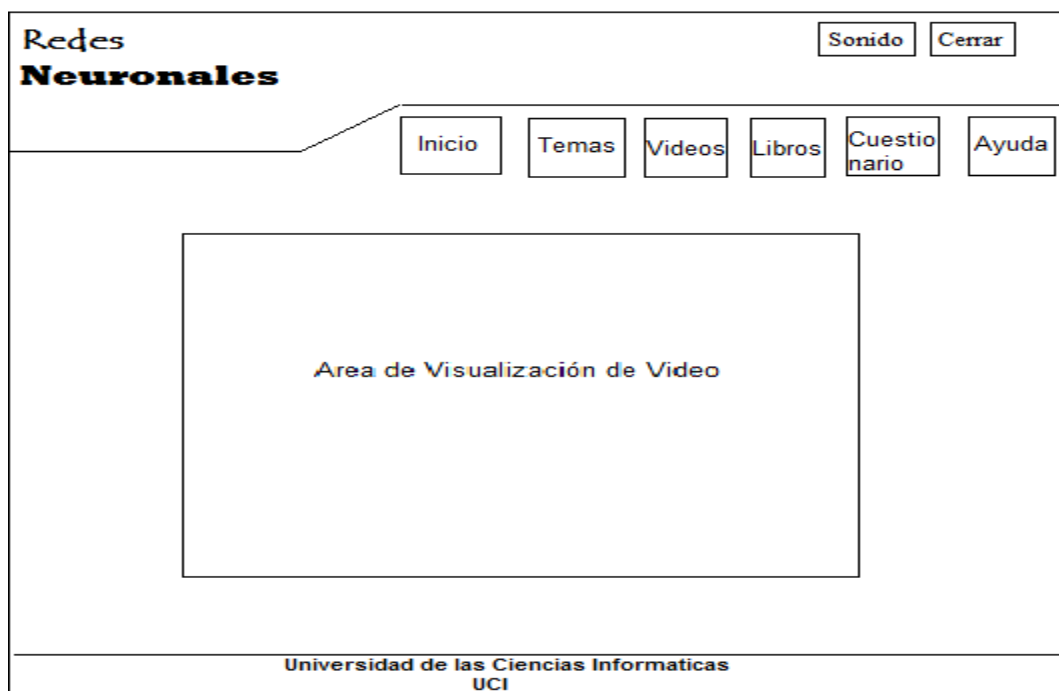 Redes
Neuronales
Sonido
Cerrar
Inicio
Temas
Videos
Libros
Cuestio
nario
Ayuda
Area de Visualización de Video
Universidad de las Ciencias Informaticas
UCI